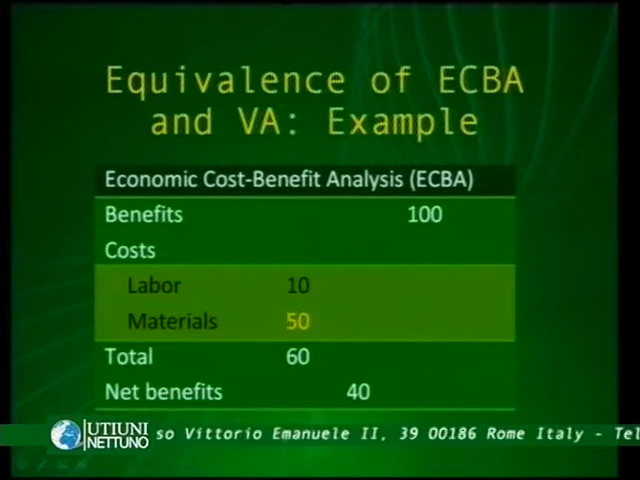 Equivalence of ECBA
and VA: Example
Economic Cost-Benefit Analysis (ECBA)
Benefits 100
Costs
Labor 10
Materials 50
Total 60
Net benefits 40
UTIUNI
NETTUNO
so Vittorio Emanuele II, 39 00186 Rome Italy - Tel